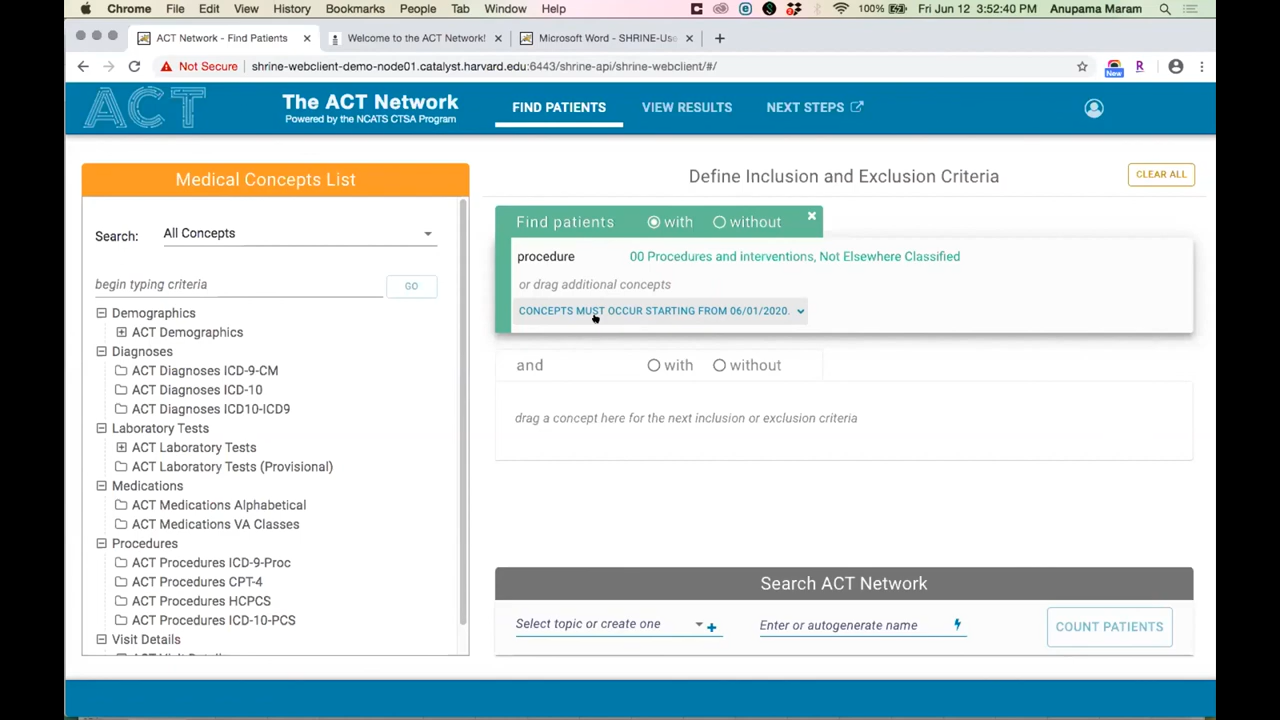 Chrome File Edit View History Bookmarks People Tab Window Help 100% Fri Jun 12 3:52:40 PM Anupama Maram
ACT Network - Find Patients
Welcome to the ACT Network!
Microsoft Word - SHRINE-Use
Not Secure shrine-webclient-demo-node01.catalyst.harvard.edu:6443/shrine-api/shrine-webclient/#/
New
R
ACT
The ACT Network
Powered by the NCATS CTSA Program
FIND PATIENTS
VIEW RESULTS
NEXT STEPS
Medical Concepts List
Search: All Concepts
begin typing criteria
GO
Demographics
ACT Demographics
Diagnoses
ACT Diagnoses ICD-9-CM
ACT Diagnoses ICD-10
ACT Diagnoses ICD10-ICD9
Laboratory Tests
ACT Laboratory Tests
ACT Laboratory Tests (Provisional)
Medications
ACT Medications Alphabetical
ACT Medications VA Classes
Procedures
ACT Procedures ICD-9-Proc
ACT Procedures CPT-4
ACT Procedures HCPCS
ACT Procedures ICD-10-PCS
Visit Details
Define Inclusion and Exclusion Criteria
CLEAR ALL
Find patients with without
procedure 00 Procedures and interventions, Not Elsewhere Classified
or drag additional concepts
CONCEPTS MUST OCCUR STARTING FROM 06/01/2020.
and with without
drag a concept here for the next inclusion or exclusion criteria
Search ACT Network
Select topic or create one
Enter or autogenerate name
COUNT PATIENTS